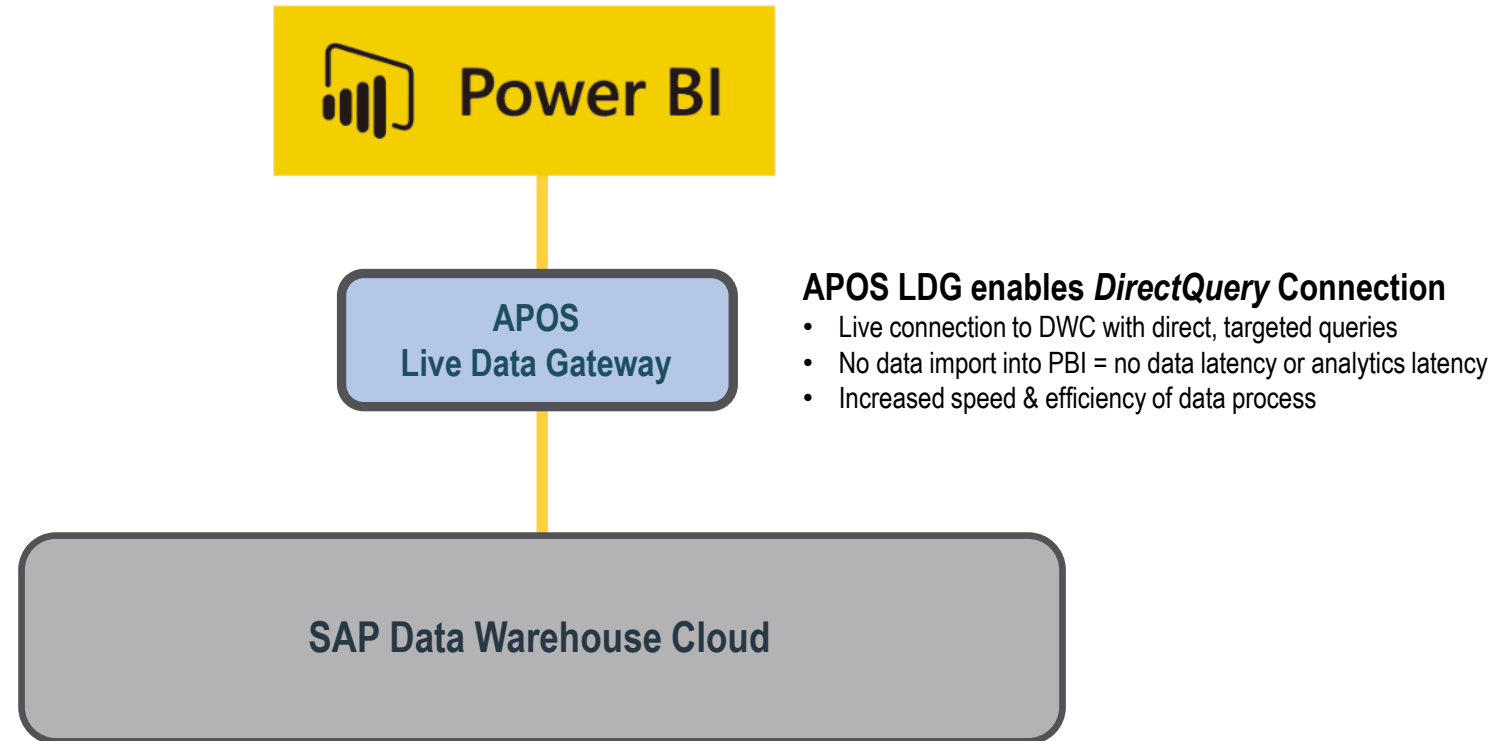 Power BI
APOS
Live Data Gateway
APOS LDG enables DirectQuery Connection
• Live connection to DWC with direct, targeted queries
• No data import into PBI = no data latency or analytics latency
• Increased speed & efficiency of data process
SAP Data Warehouse Cloud